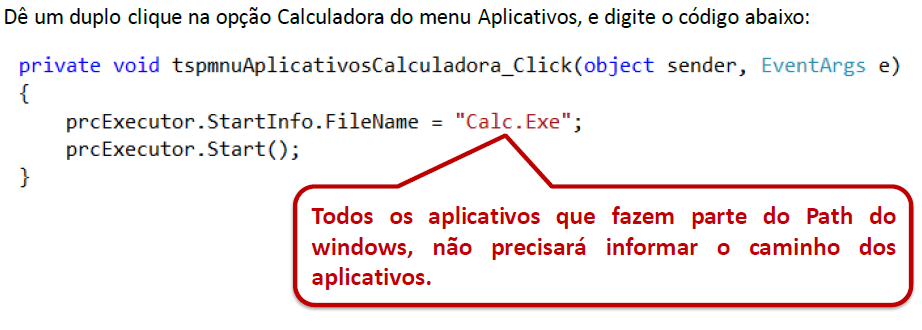 Dê um duplo clique na opção Calculadora do menu Aplicativos, e digite o código abaixo:
private void tspmnuAplicativosCalculadora_Click(object sender, EventArgs e)
{
    prcExecutor.StartInfo.FileName = "Calc.Exe";
    prcExecutor.Start();
}
Todos os aplicativos que fazem parte do Path do
windows, não precisará informar o caminho dos
aplicativos.